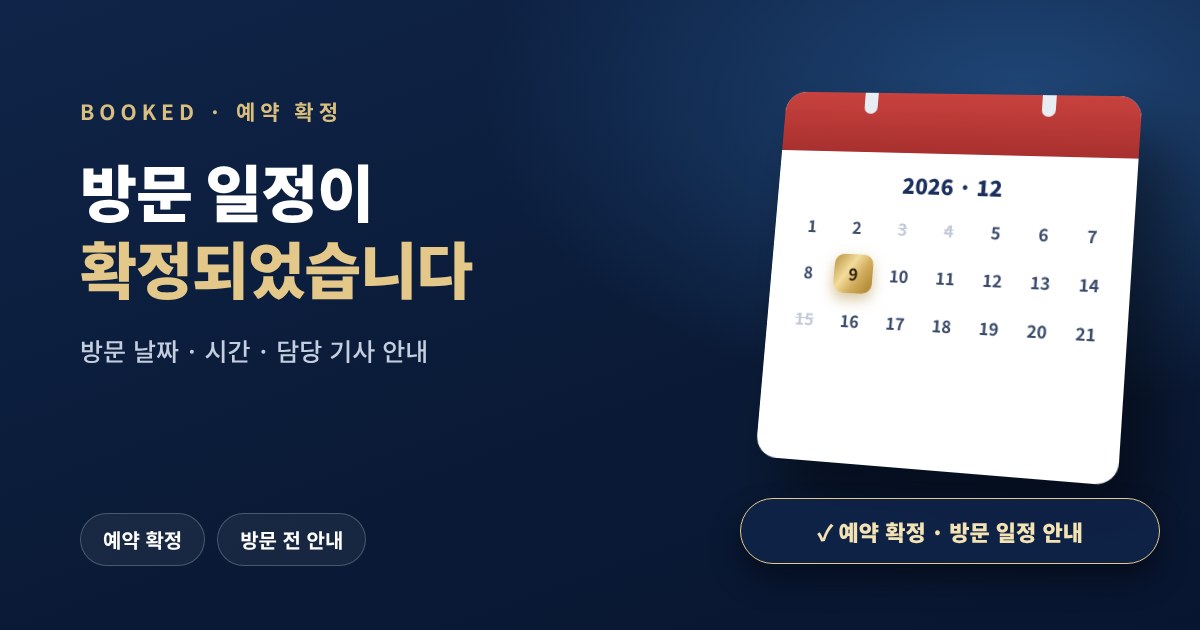 BOOKED · 예약 확정
방문 일정이
확정되었습니다
방문 날짜 · 시간 · 담당 기사 안내
예약 확정
방문 전 안내
2026 · 12
1 2 3 4 5 6 7
8 9 10 11 12 13 14
15 16 17 18 19 20 21
✓ 예약 확정 · 방문 일정 안내